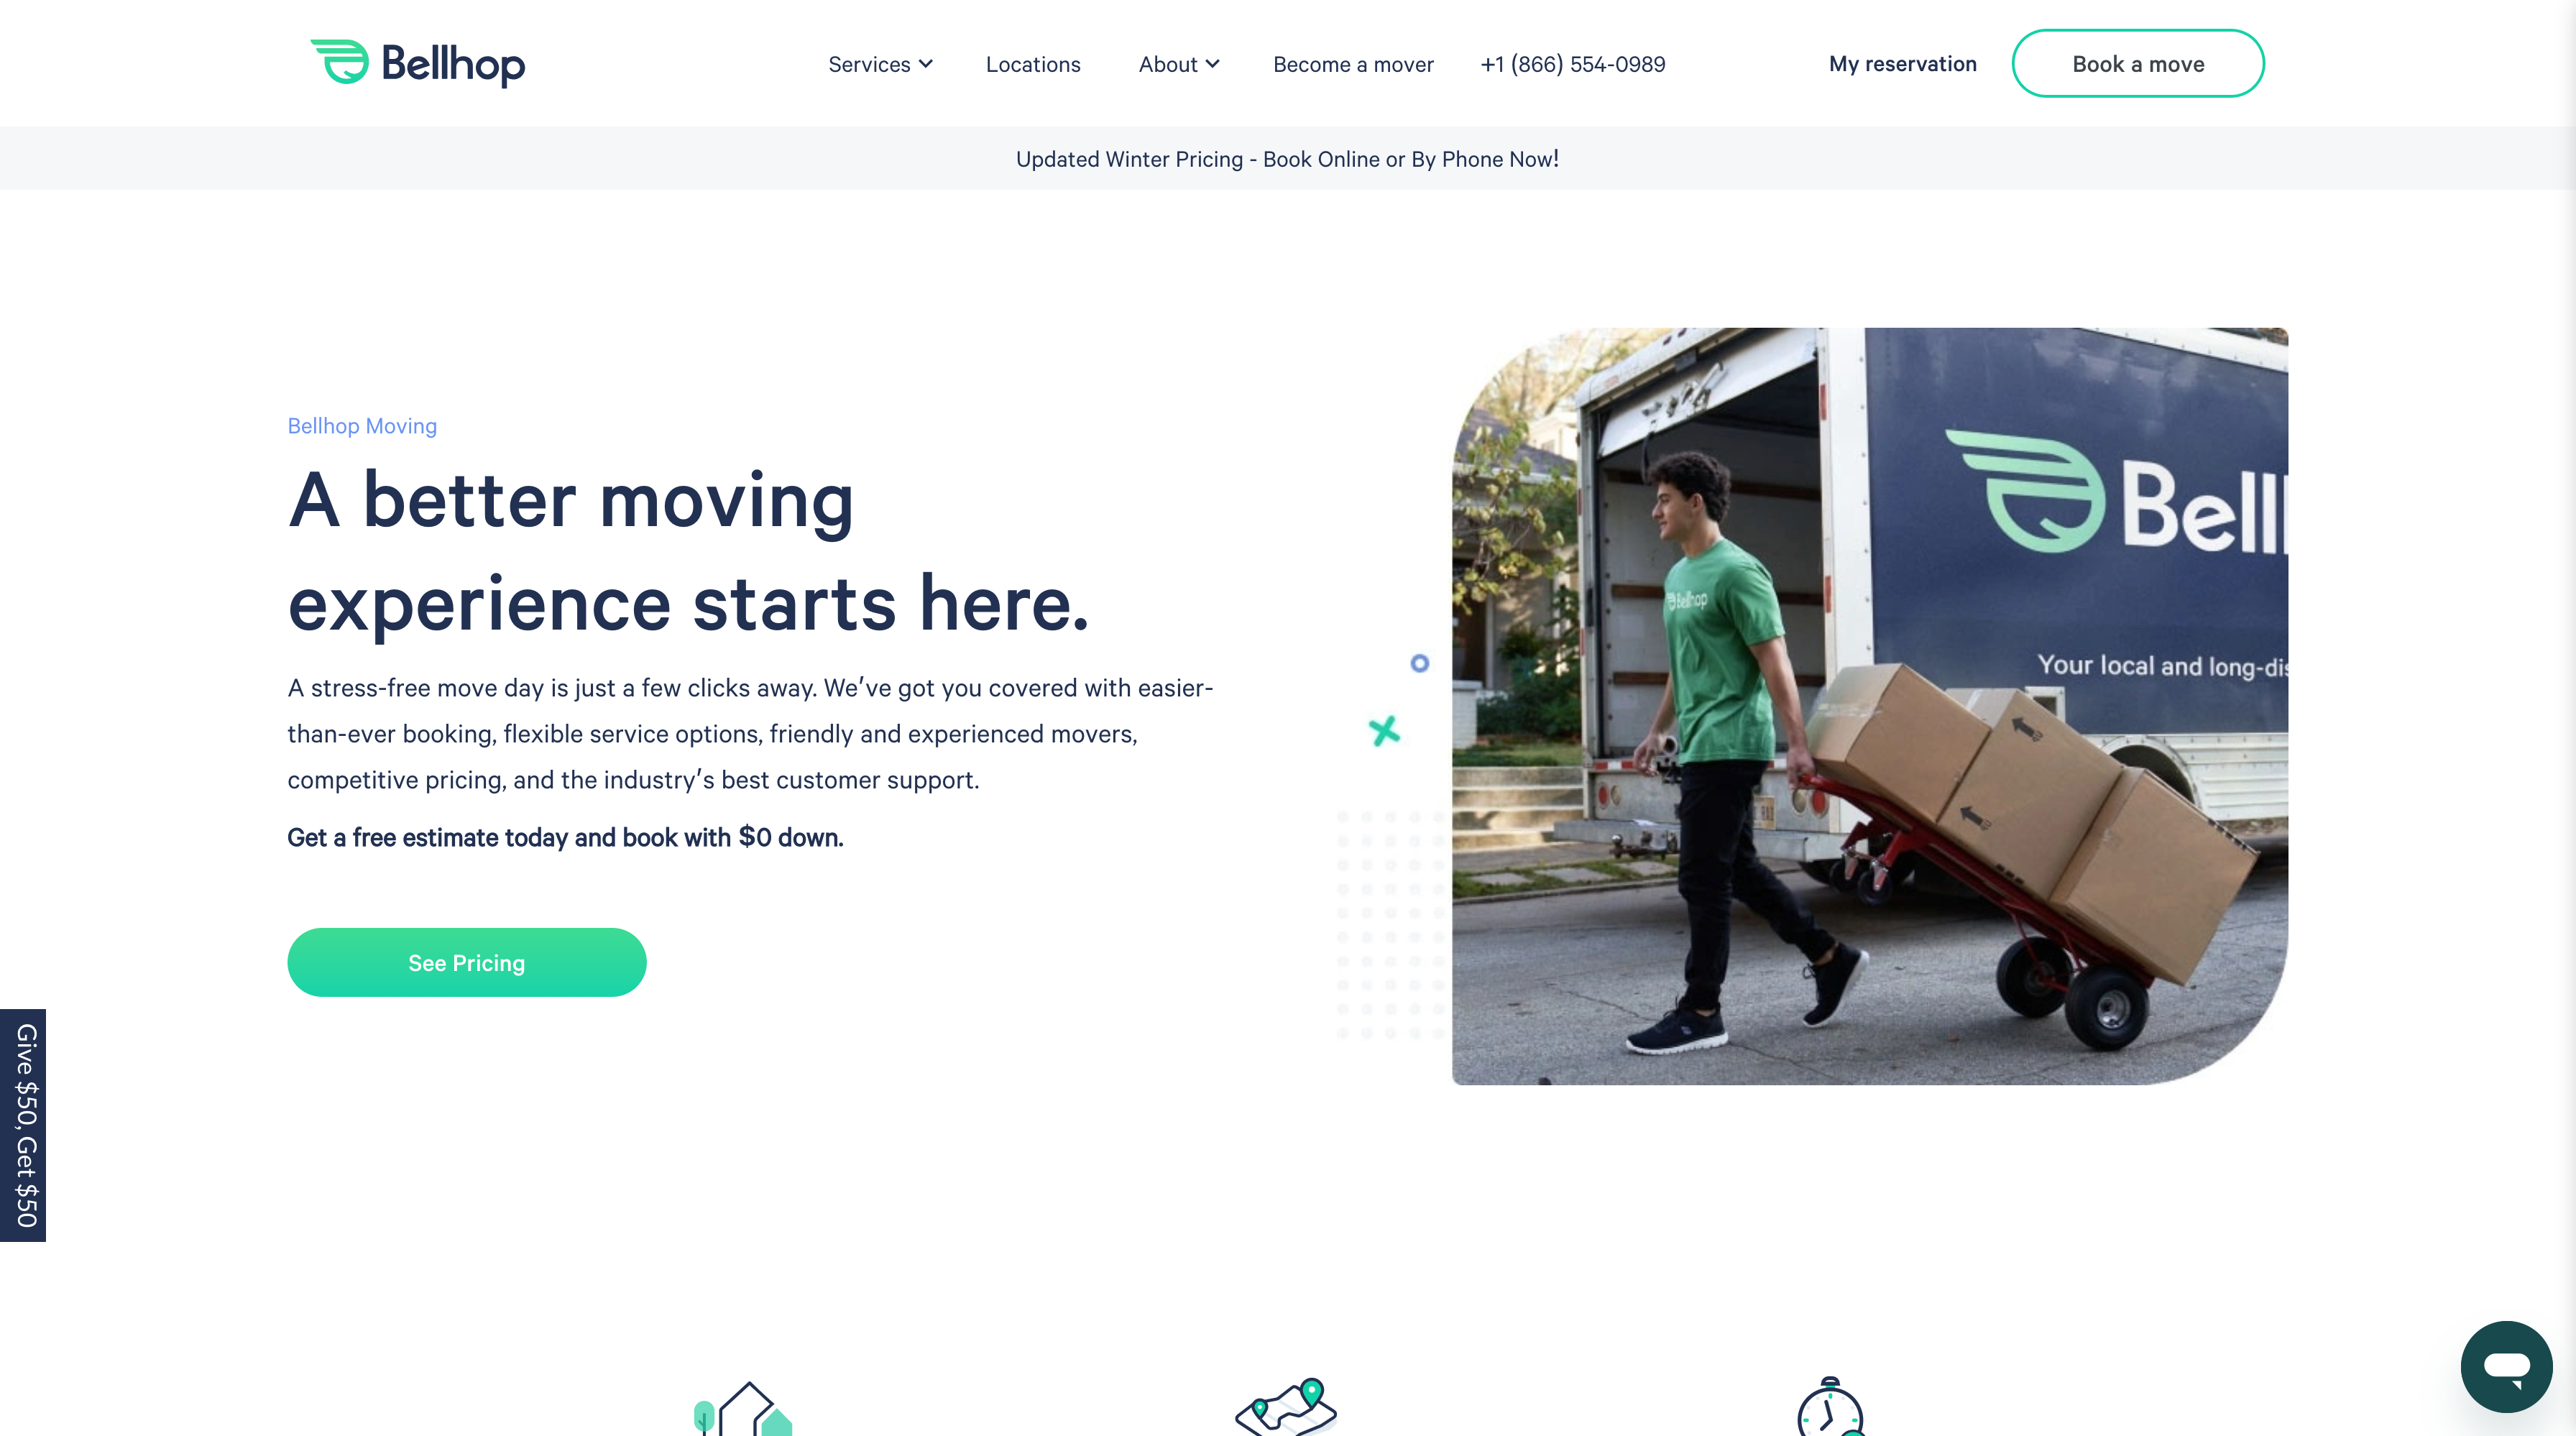 Bellhop
Services
Locations
About
Become a mover
+1 (866) 554-0989
My reservation
Book a move
Updated Winter Pricing - Book Online or By Phone Now!
Bellhop Moving
A better moving
experience starts here.
A stress-free move day is just a few clicks away. We've got you covered with easier-
than-ever booking, flexible service options, friendly and experienced movers,
competitive pricing, and the industry's best customer support.
Get a free estimate today and book with $0 down.
See Pricing
Give $50, Get $50
Bellh
Your local and long-dis
Bellhop